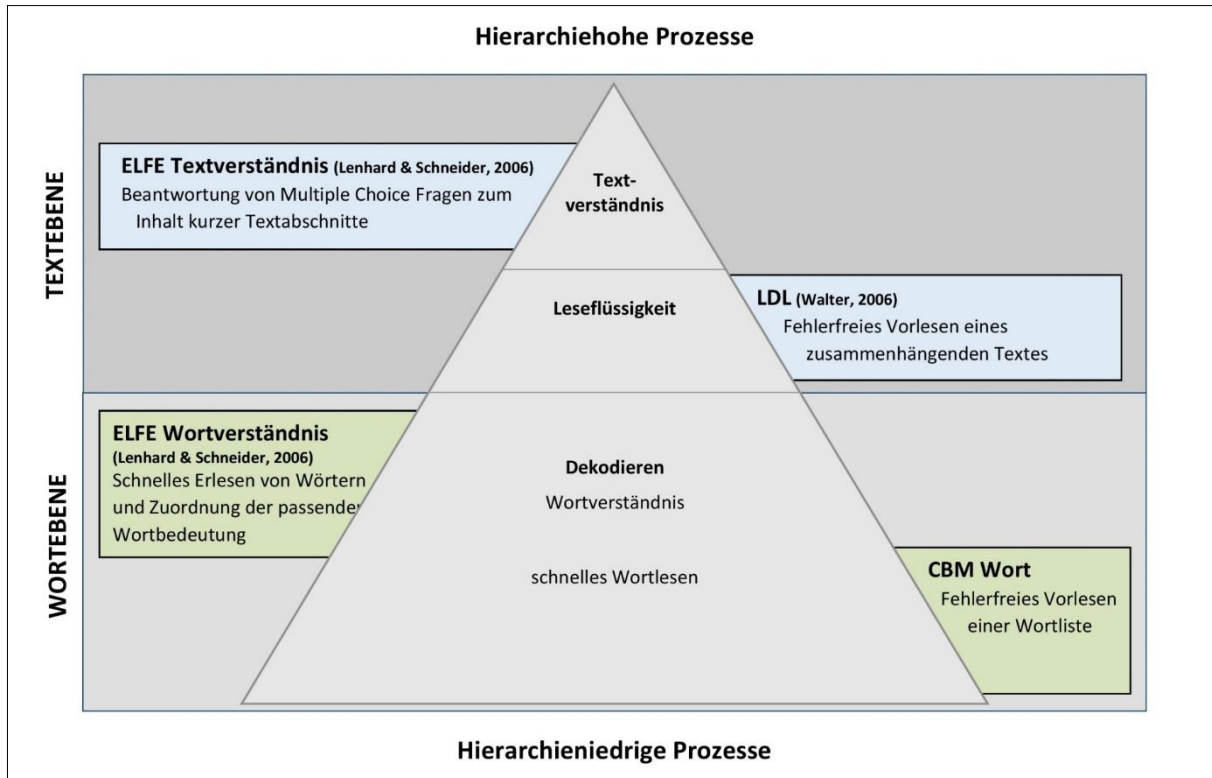 Hierarchiehohe Prozesse
TEXTEBENE
ELFE Textverständnis (Lenhard & Schneider, 2006)
Beantwortung von Multiple Choice Fragen zum
Inhalt kurzer Textabschnitte
Text-
verständnis
Leseflüssigkeit
LDL (Walter, 2006)
Fehlerfreies Vorlesen eines
zusammenhängenden Textes
WORTEBENE
ELFE Wortverständnis
(Lenhard & Schneider, 2006)
Schnelles Erlesen von Wörtern
und Zuordnung der passenden
Wortbedeutung
Dekodieren
Wortverständnis
schnelles Wortlesen
CBM Wort
Fehlerfreies Vorlesen
einer Wortliste
Hierarchieniedrige Prozesse